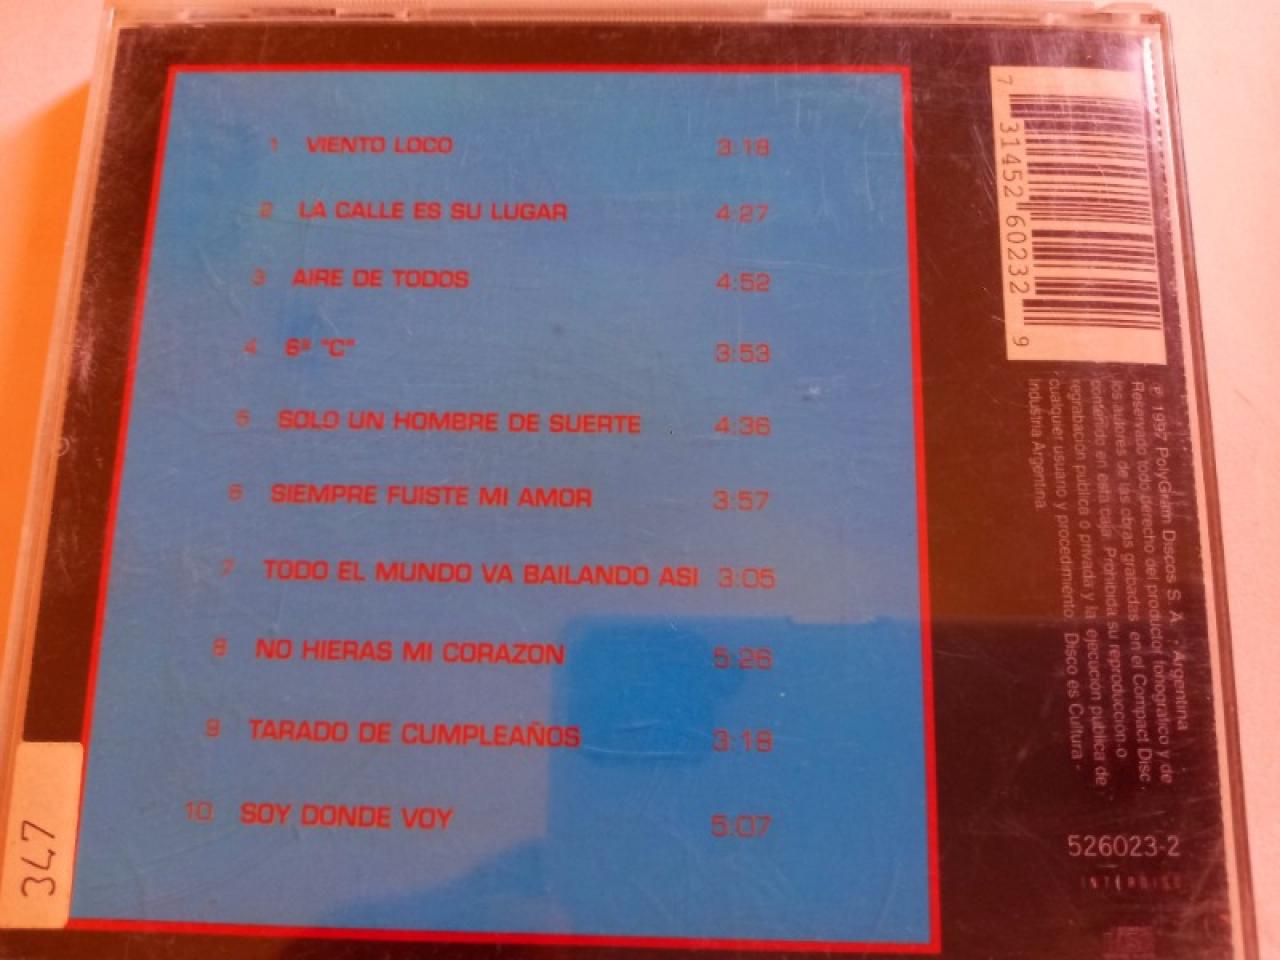 1 VIENTO LOCO 3:18
2 LA CALLE ES SU LUGAR 4:27
3 AIRE DE TODOS 4:52
4 6º "C" 3:53
5 SOLO UN HOMBRE DE SUERTE 4:36
6 SIEMPRE FUISTE MI AMOR 3:57
7 TODO EL MUNDO VA BAILANDO ASI 3:05
8 NO HIERAS MI CORAZON 5:26
9 TARADO DE CUMPLEAÑOS 3:18
10 SOY DONDE VOY 5:07
7 31452 60232 9
℗ 1997 PolyGram Discos S. A. - Argentina
Reservado todo derecho del productor fonográfico y de
los autores de las obras grabadas en el Compact Disc
contenido en esta caja. Prohibida su reproducción o
regrabación pública o privada y la ejecución pública de
cualquier usuario y procedimiento. Disco es Cultura -
Industria Argentina
526023-2
INTERDISC
347